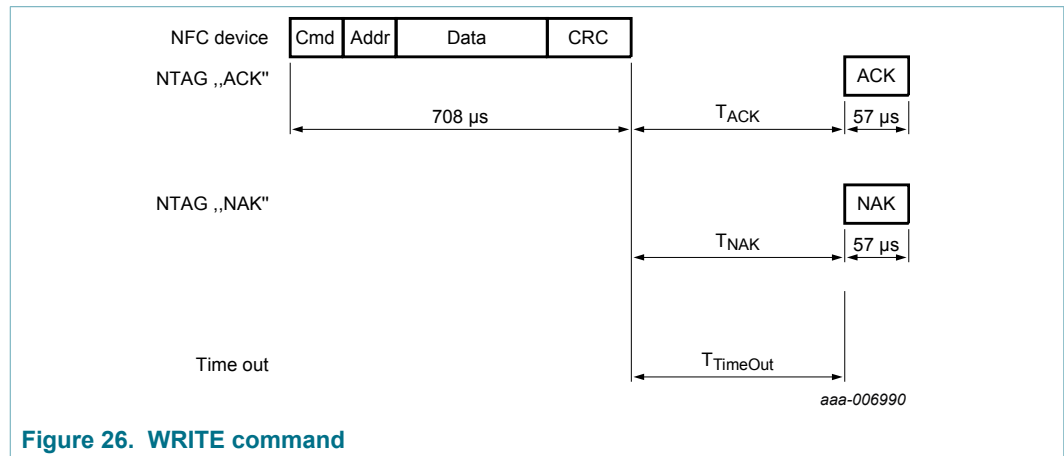 NFC device Cmd Addr Data CRC
NTAG ,,ACK" ACK
708 µs TACK 57 µs
NTAG ,,NAK" NAK
TNAK 57 µs
Time out TTimeOut
aaa-006990
Figure 26. WRITE command